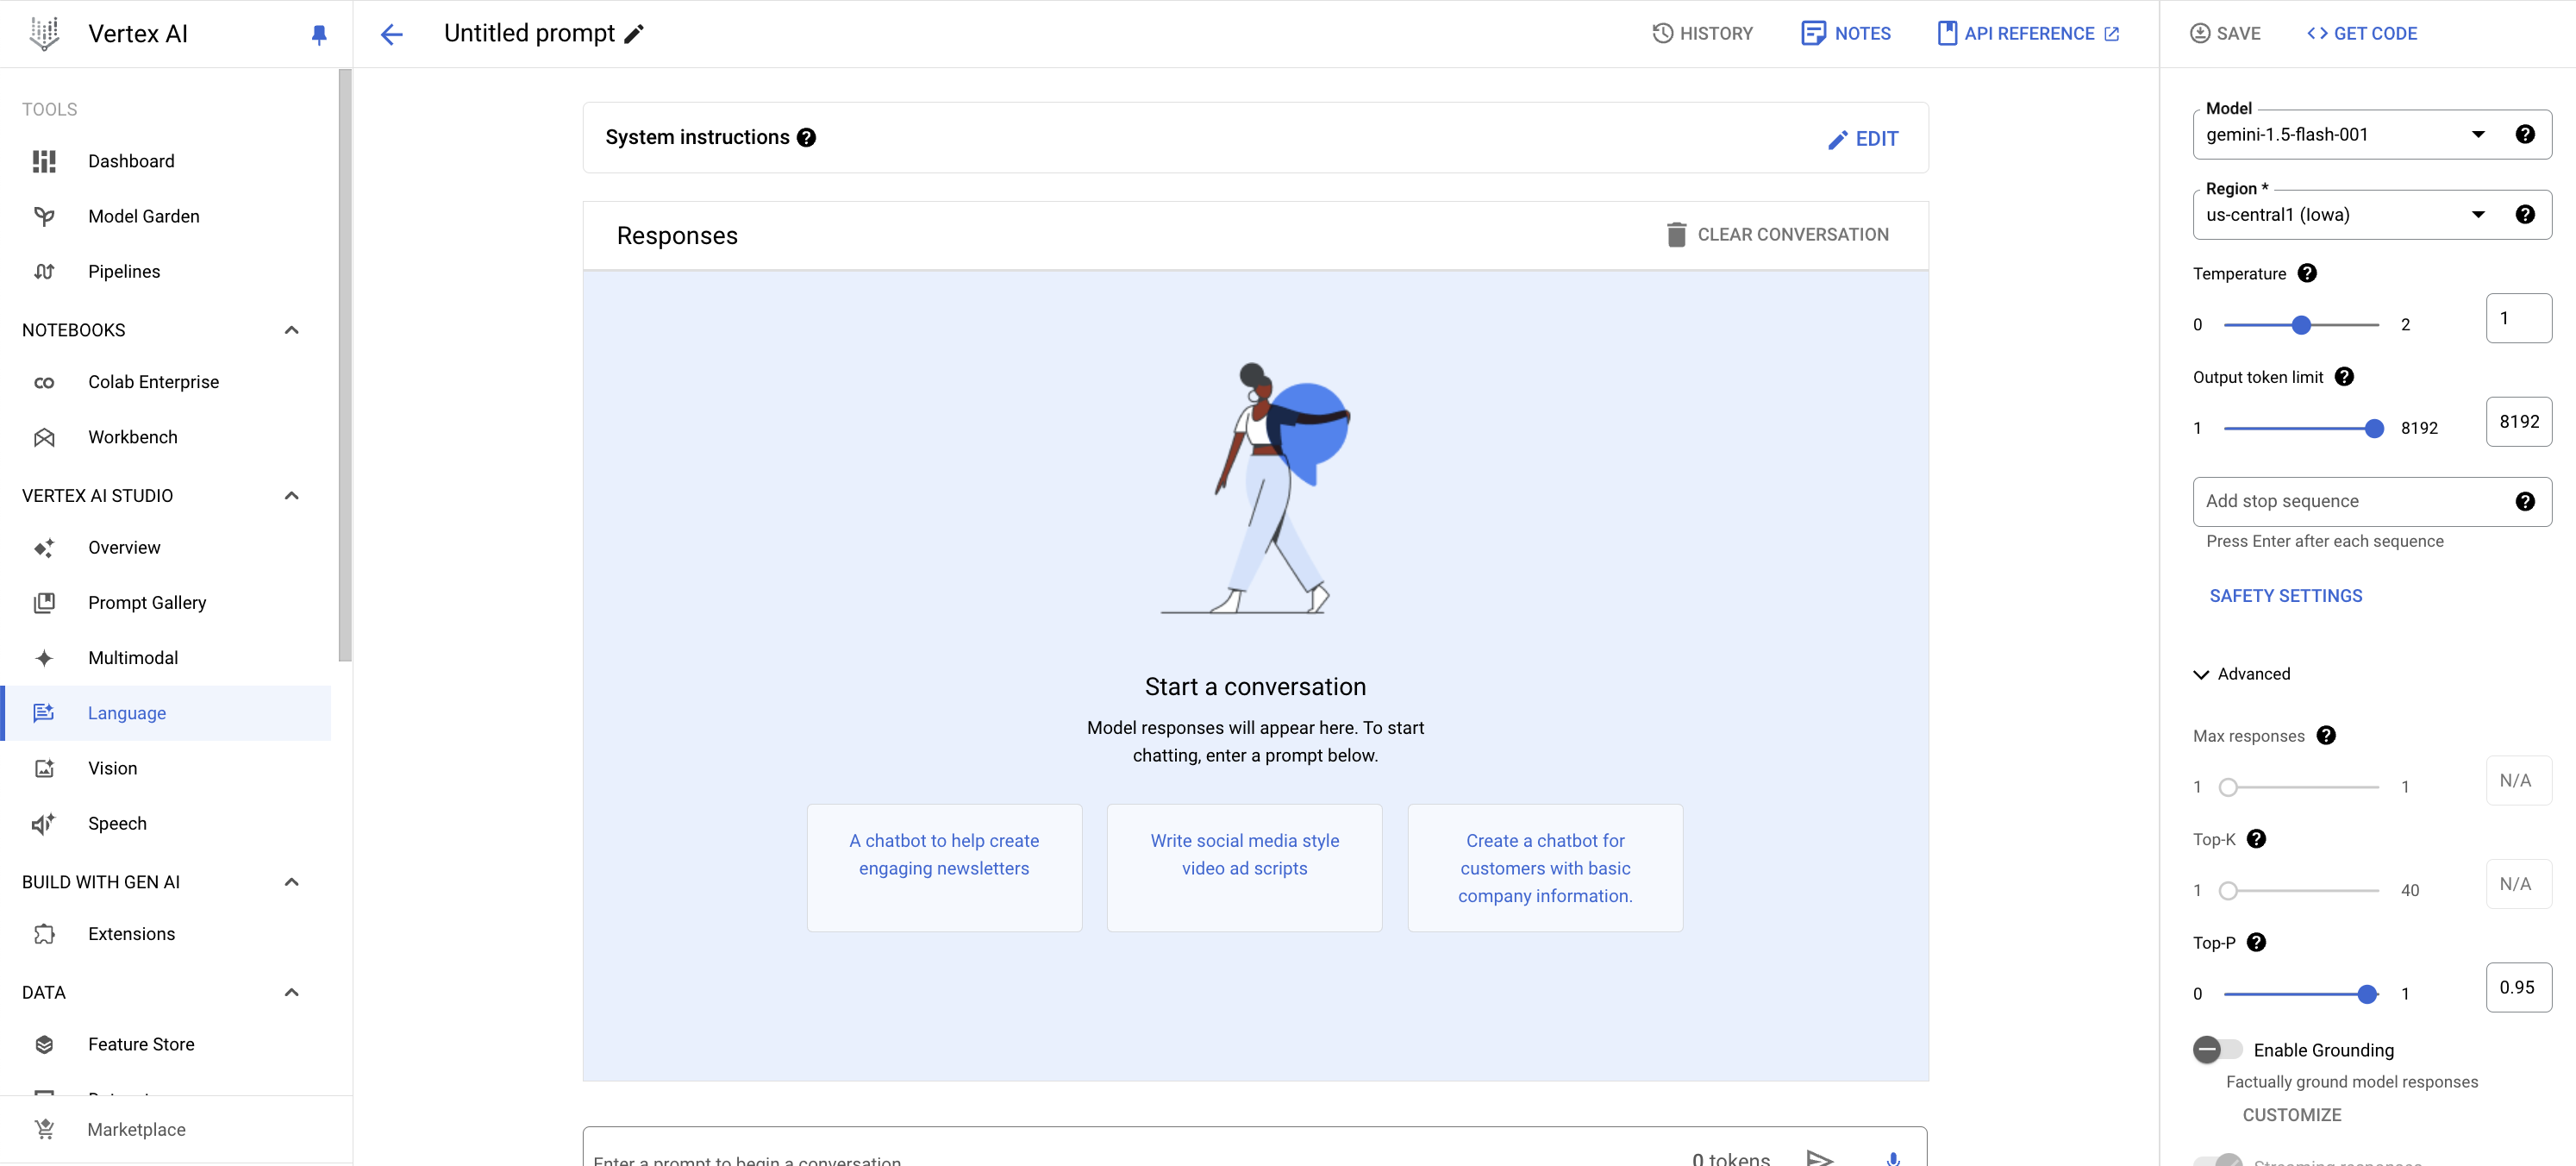 Vertex AI
Untitled prompt
HISTORY
NOTES
API REFERENCE
SAVE
GET CODE
TOOLS
Dashboard
Model Garden
Pipelines
NOTEBOOKS
Colab Enterprise
Workbench
VERTEX AI STUDIO
Overview
Prompt Gallery
Multimodal
Language
Vision
Speech
BUILD WITH GEN AI
Extensions
DATA
Feature Store
Marketplace
System instructions
EDIT
Responses
CLEAR CONVERSATION
Start a conversation
Model responses will appear here. To start
chatting, enter a prompt below.
A chatbot to help create
engaging newsletters
Write social media style
video ad scripts
Create a chatbot for
customers with basic
company information.
Enter a prompt to begin a conversation
0 tokens
Model
gemini-1.5-flash-001
Region *
us-central1 (Iowa)
Temperature
0 2 1
Output token limit
1 8192 8192
Add stop sequence
Press Enter after each sequence
SAFETY SETTINGS
Advanced
Max responses
1 1 N/A
Top-K
1 40 N/A
Top-P
0 1 0.95
Enable Grounding
Factually ground model responses
CUSTOMIZE
Streaming responses